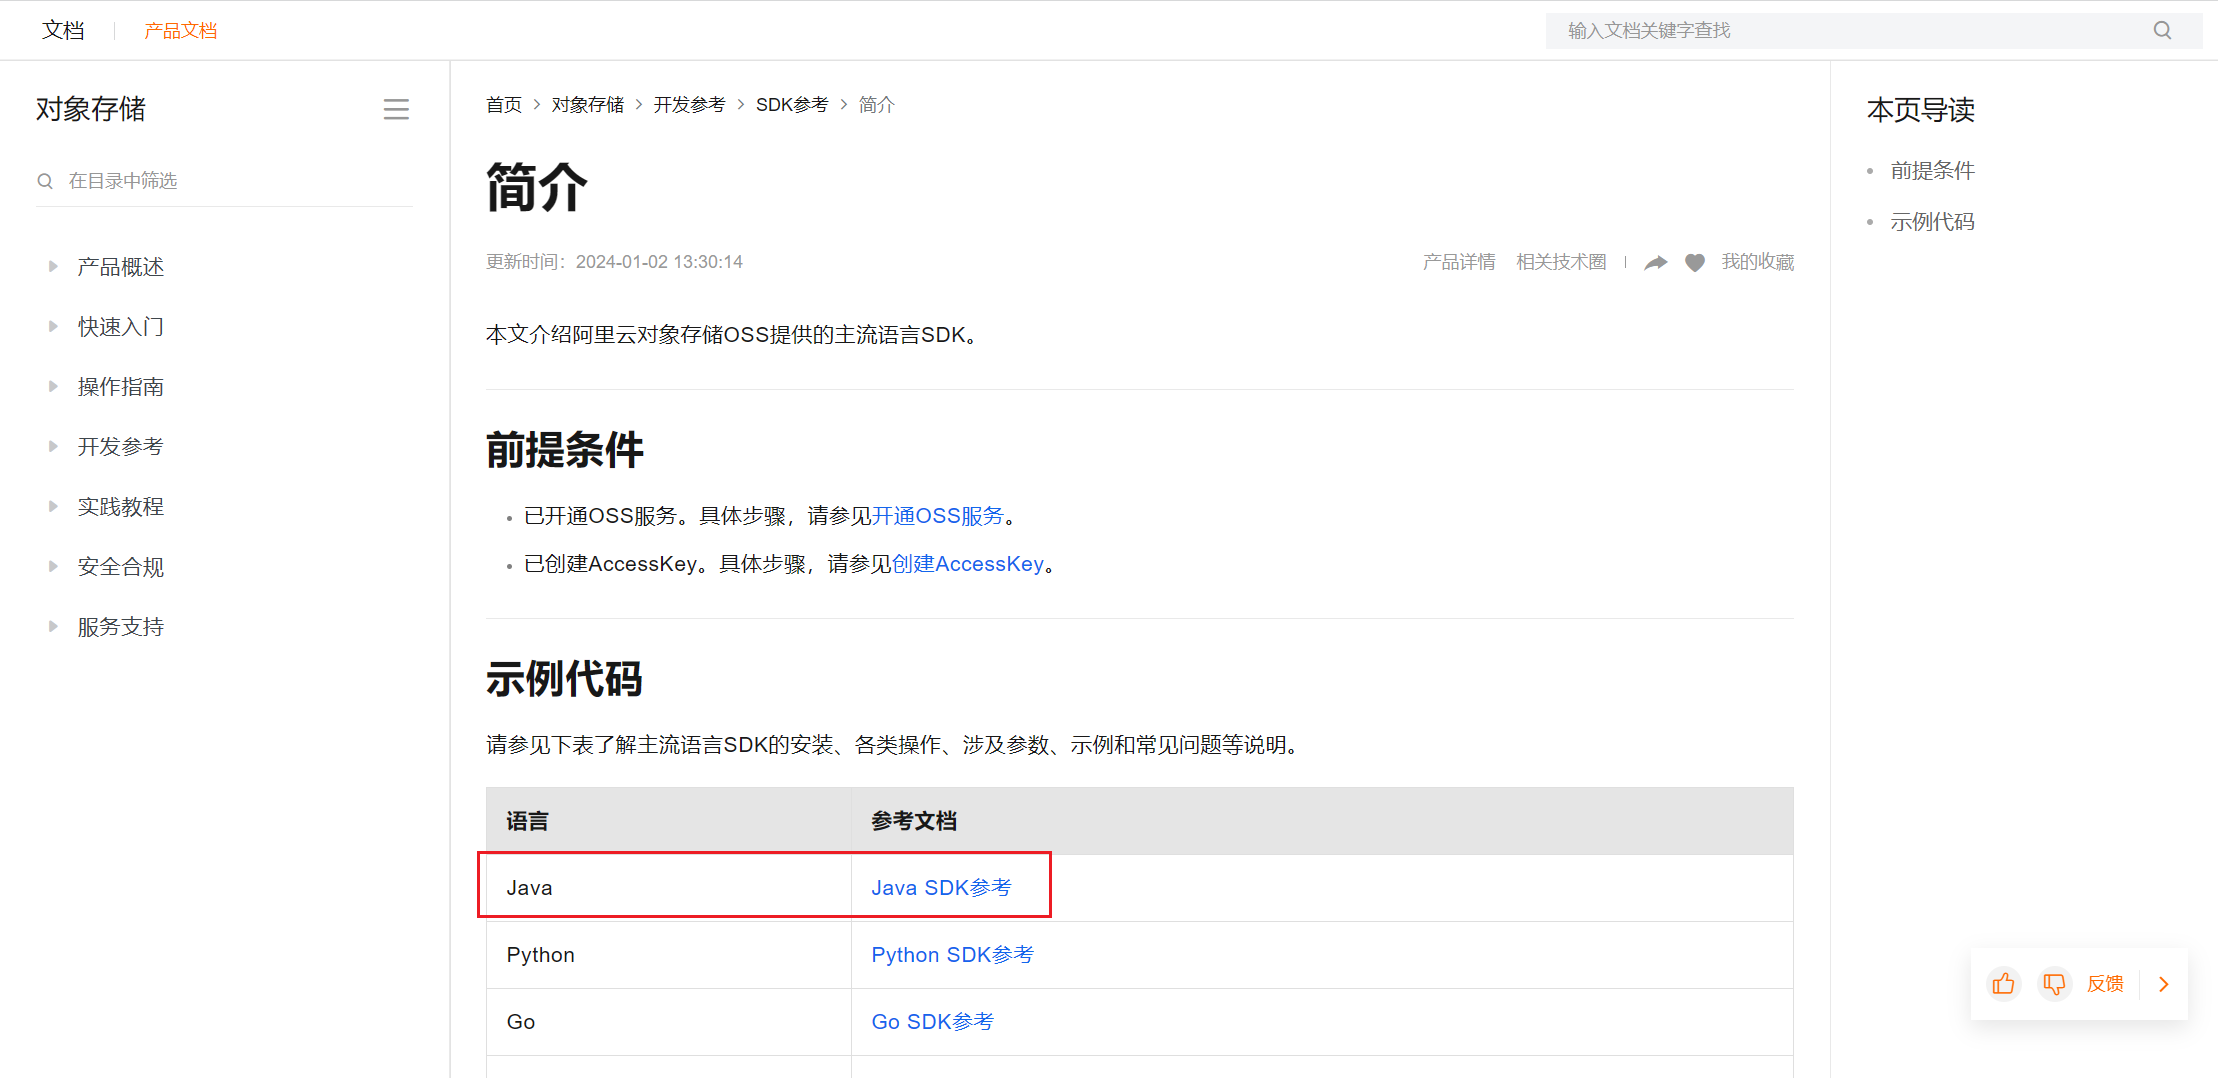 文档
产品文档
输入文档关键字查找
对象存储
在目录中筛选
产品概述
快速入门
操作指南
开发参考
实践教程
安全合规
服务支持
首页 > 对象存储 > 开发参考 > SDK参考 > 简介
简介
更新时间：2024-01-02 13:30:14
产品详情 相关技术圈 我的收藏
本文介绍阿里云对象存储OSS提供的主流语言SDK。
前提条件
已开通OSS服务。具体步骤，请参见开通OSS服务。
已创建AccessKey。具体步骤，请参见创建AccessKey。
示例代码
请参见下表了解主流语言SDK的安装、各类操作、涉及参数、示例和常见问题等说明。
语言 参考文档
Java Java SDK参考
Python Python SDK参考
Go Go SDK参考
本页导读
前提条件
示例代码
反馈